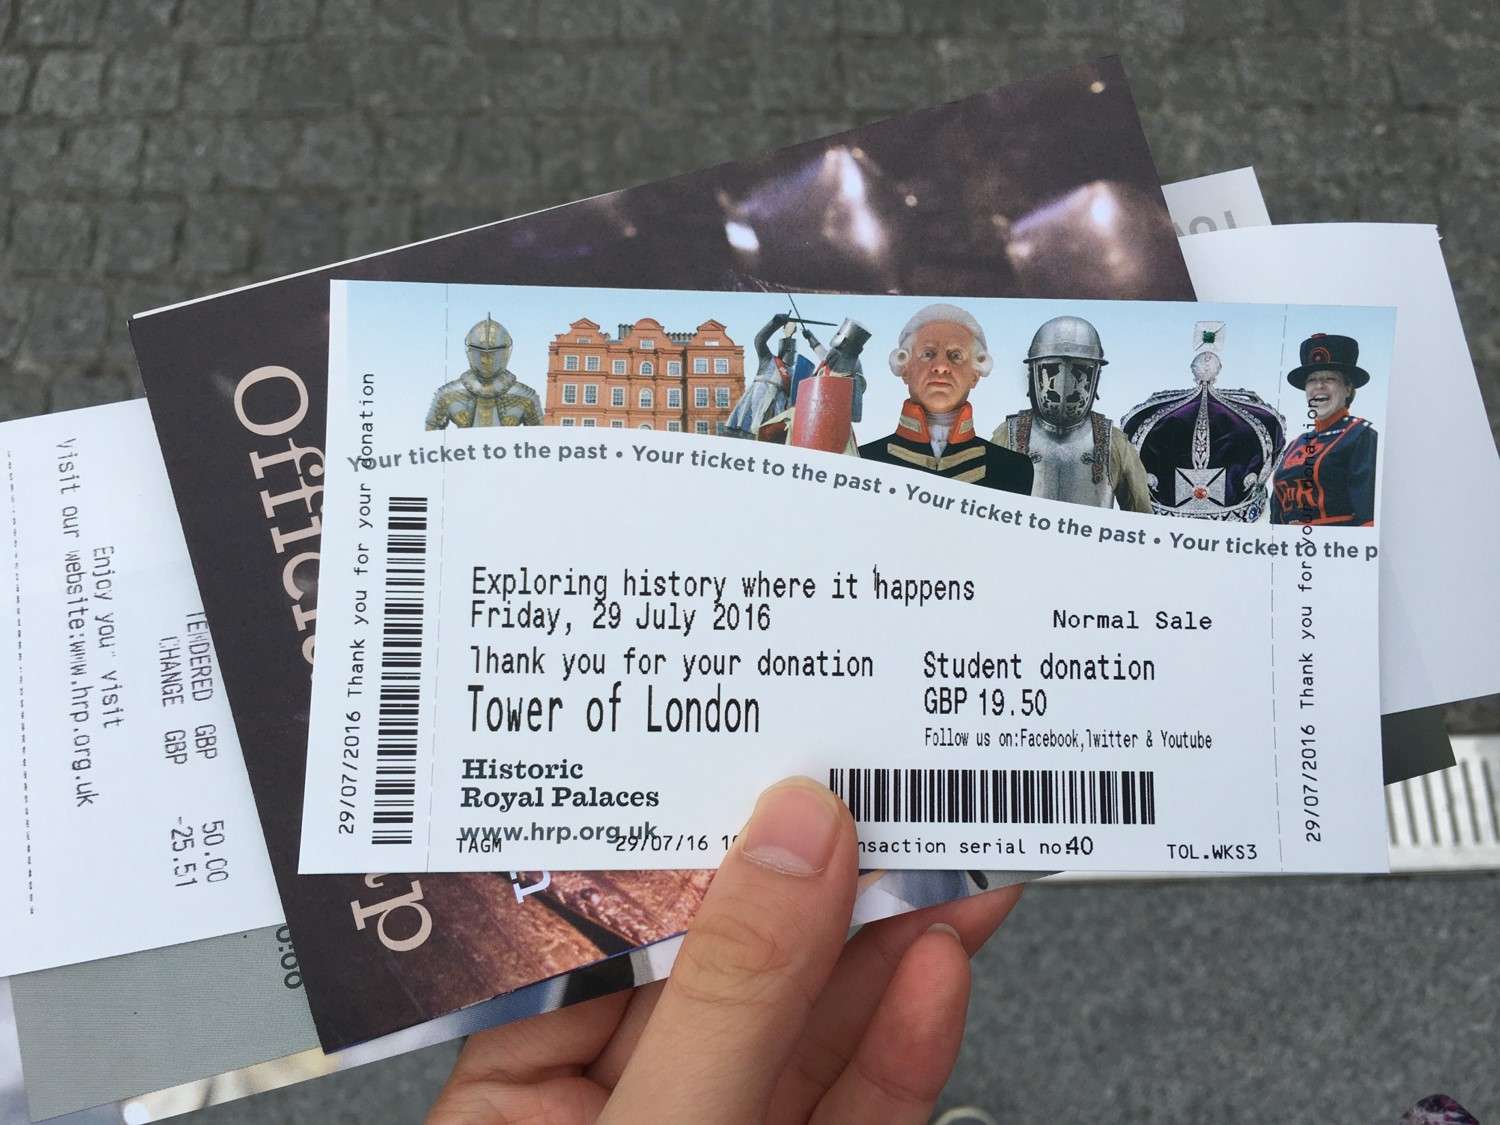 Your ticket to the past • Your ticket to the past • Your ticket to the past • Your ticket to the p
29/07/2016 Thank you for your donation
Exploring history where it happens
Friday, 29 July 2016
Normal Sale
Thank you for your donation
Student donation
Tower of London
GBP 19.50
Follow us on:Facebook,Twitter & Youtube
Historic
Royal Palaces
www.hrp.org.uk
TAGM
29/07/16
nsaction serial no:40
TOL.WKS3
29/07/2016 Thank you for your donation
TENDERED GBP 50.00
CHANGE GBP -25.51
Enjoy your visit
Visit our website:www.hrp.org.uk